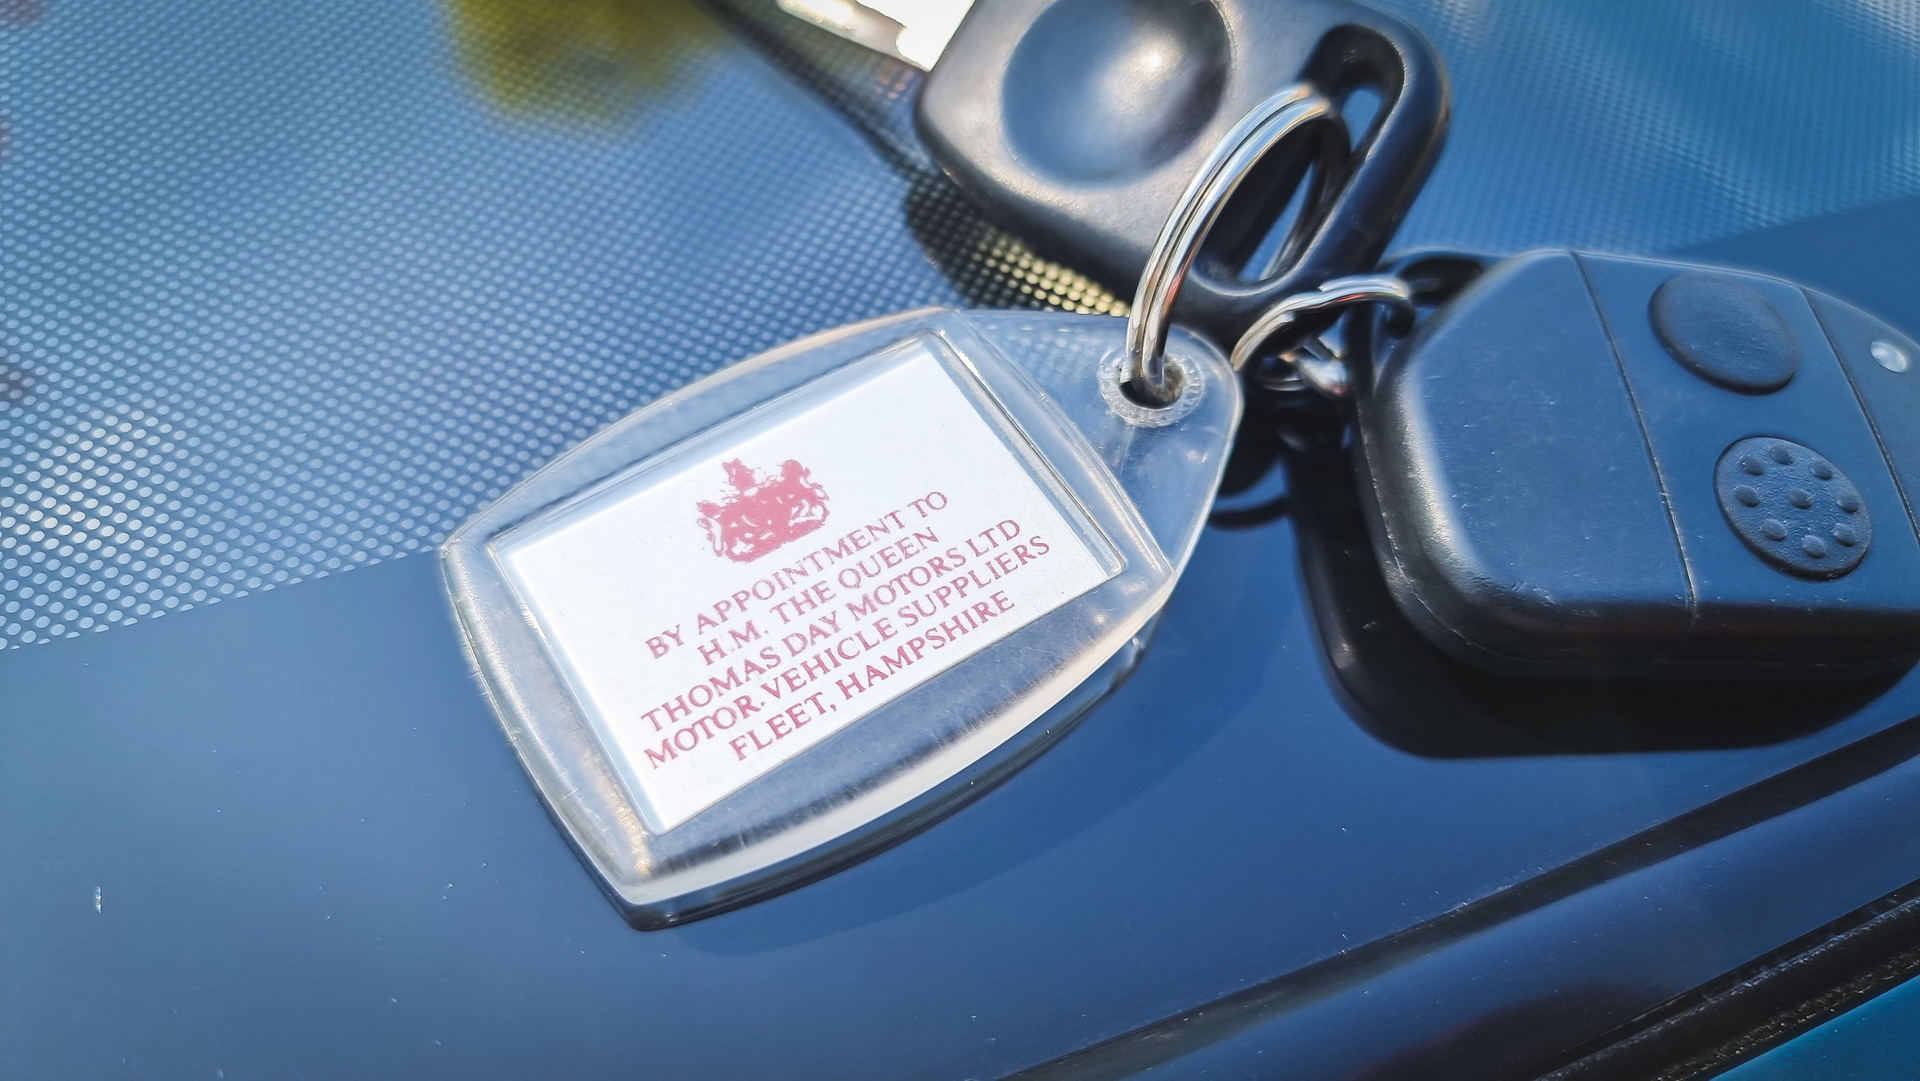 BY APPOINTMENT TO
H.M. THE QUEEN
THOMAS DAY MOTORS LTD
MOTOR VEHICLE SUPPLIERS
FLEET, HAMPSHIRE